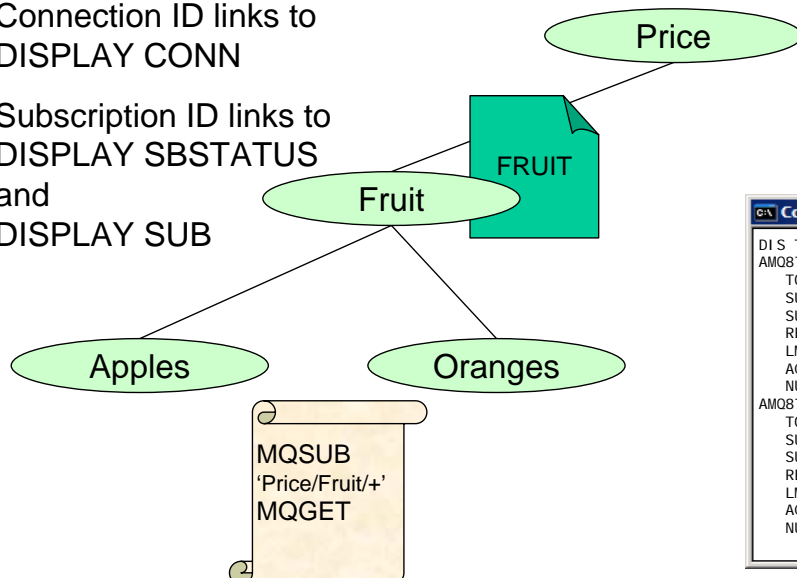 Connection ID links to
DISPLAY CONN
Subscription ID links to
DISPLAY SBSTATUS
and
DISPLAY SUB
Price
FRUIT
Fruit
Apples
Oranges
MQSUB
‘Price/Fruit/+’
MQGET
DIS